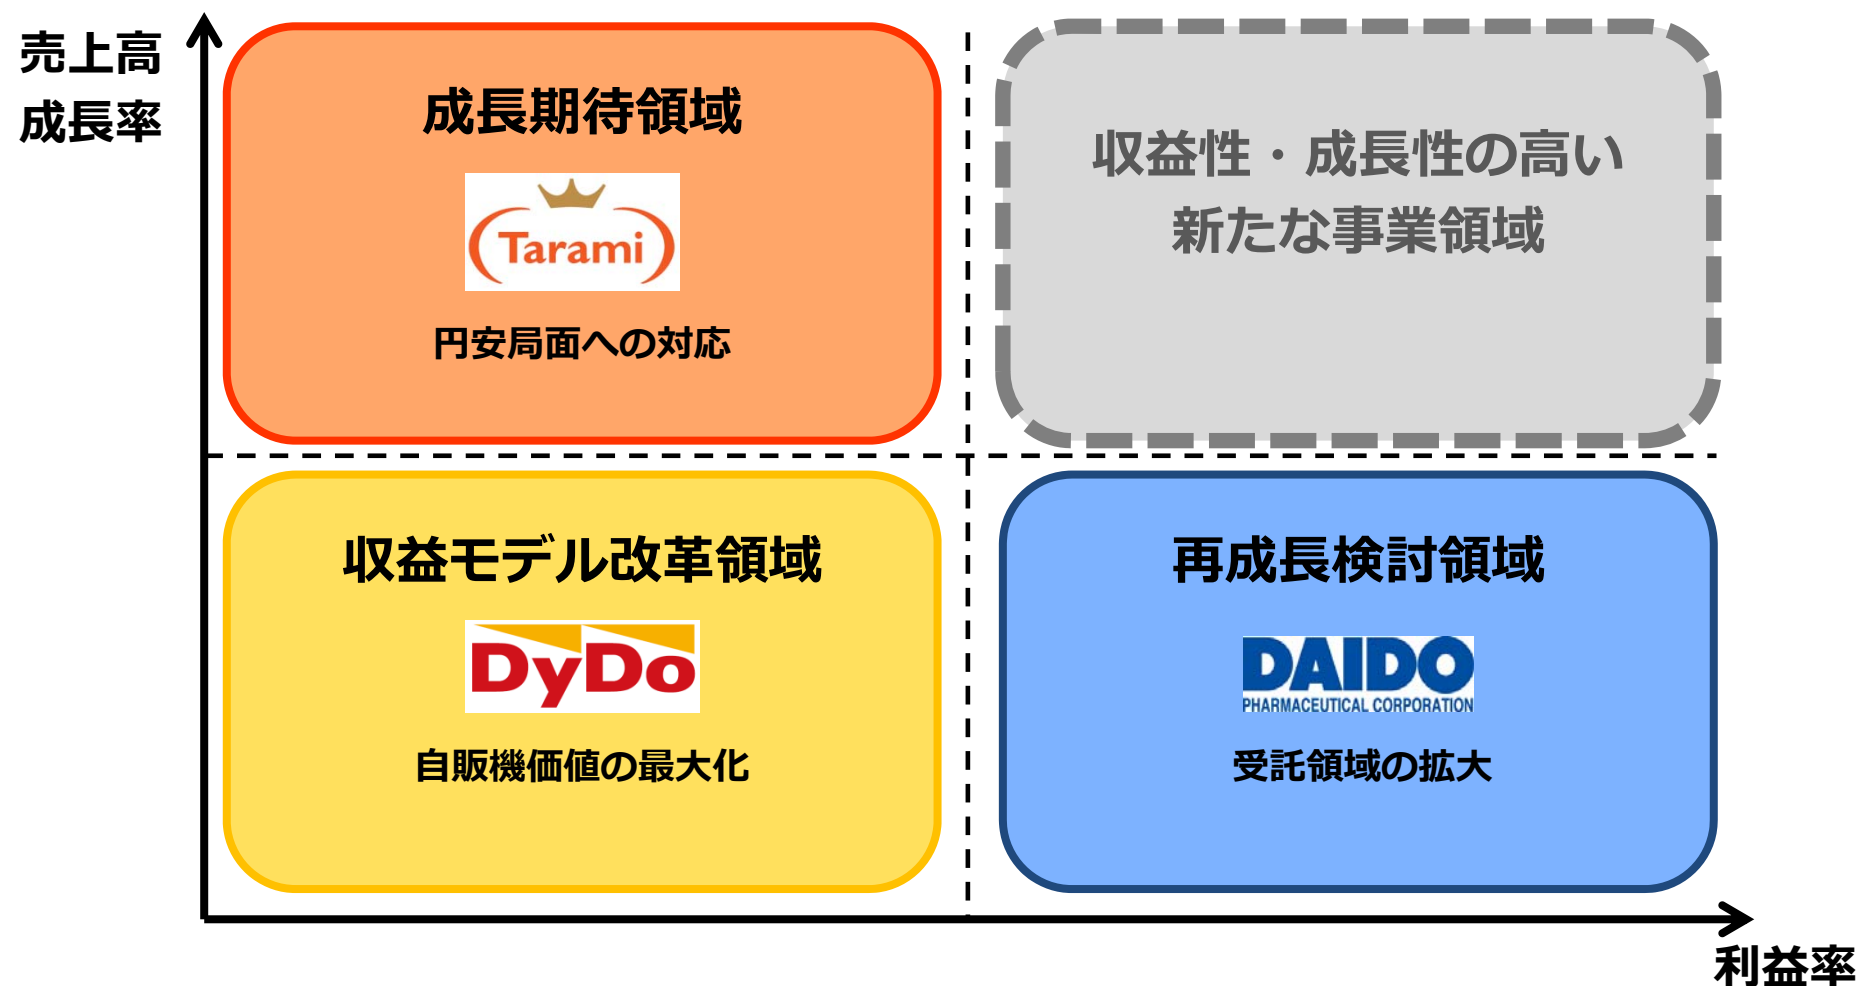 売上高
成長率
成長期待領域
Tarami
円安局面への対応
収益性・成長性の高い
新たな事業領域
収益モデル改革領域
DyDo
自販機価値の最大化
再成長検討領域
DAIDO
PHARMACEUTICAL CORPORATION
受託領域の拡大
利益率